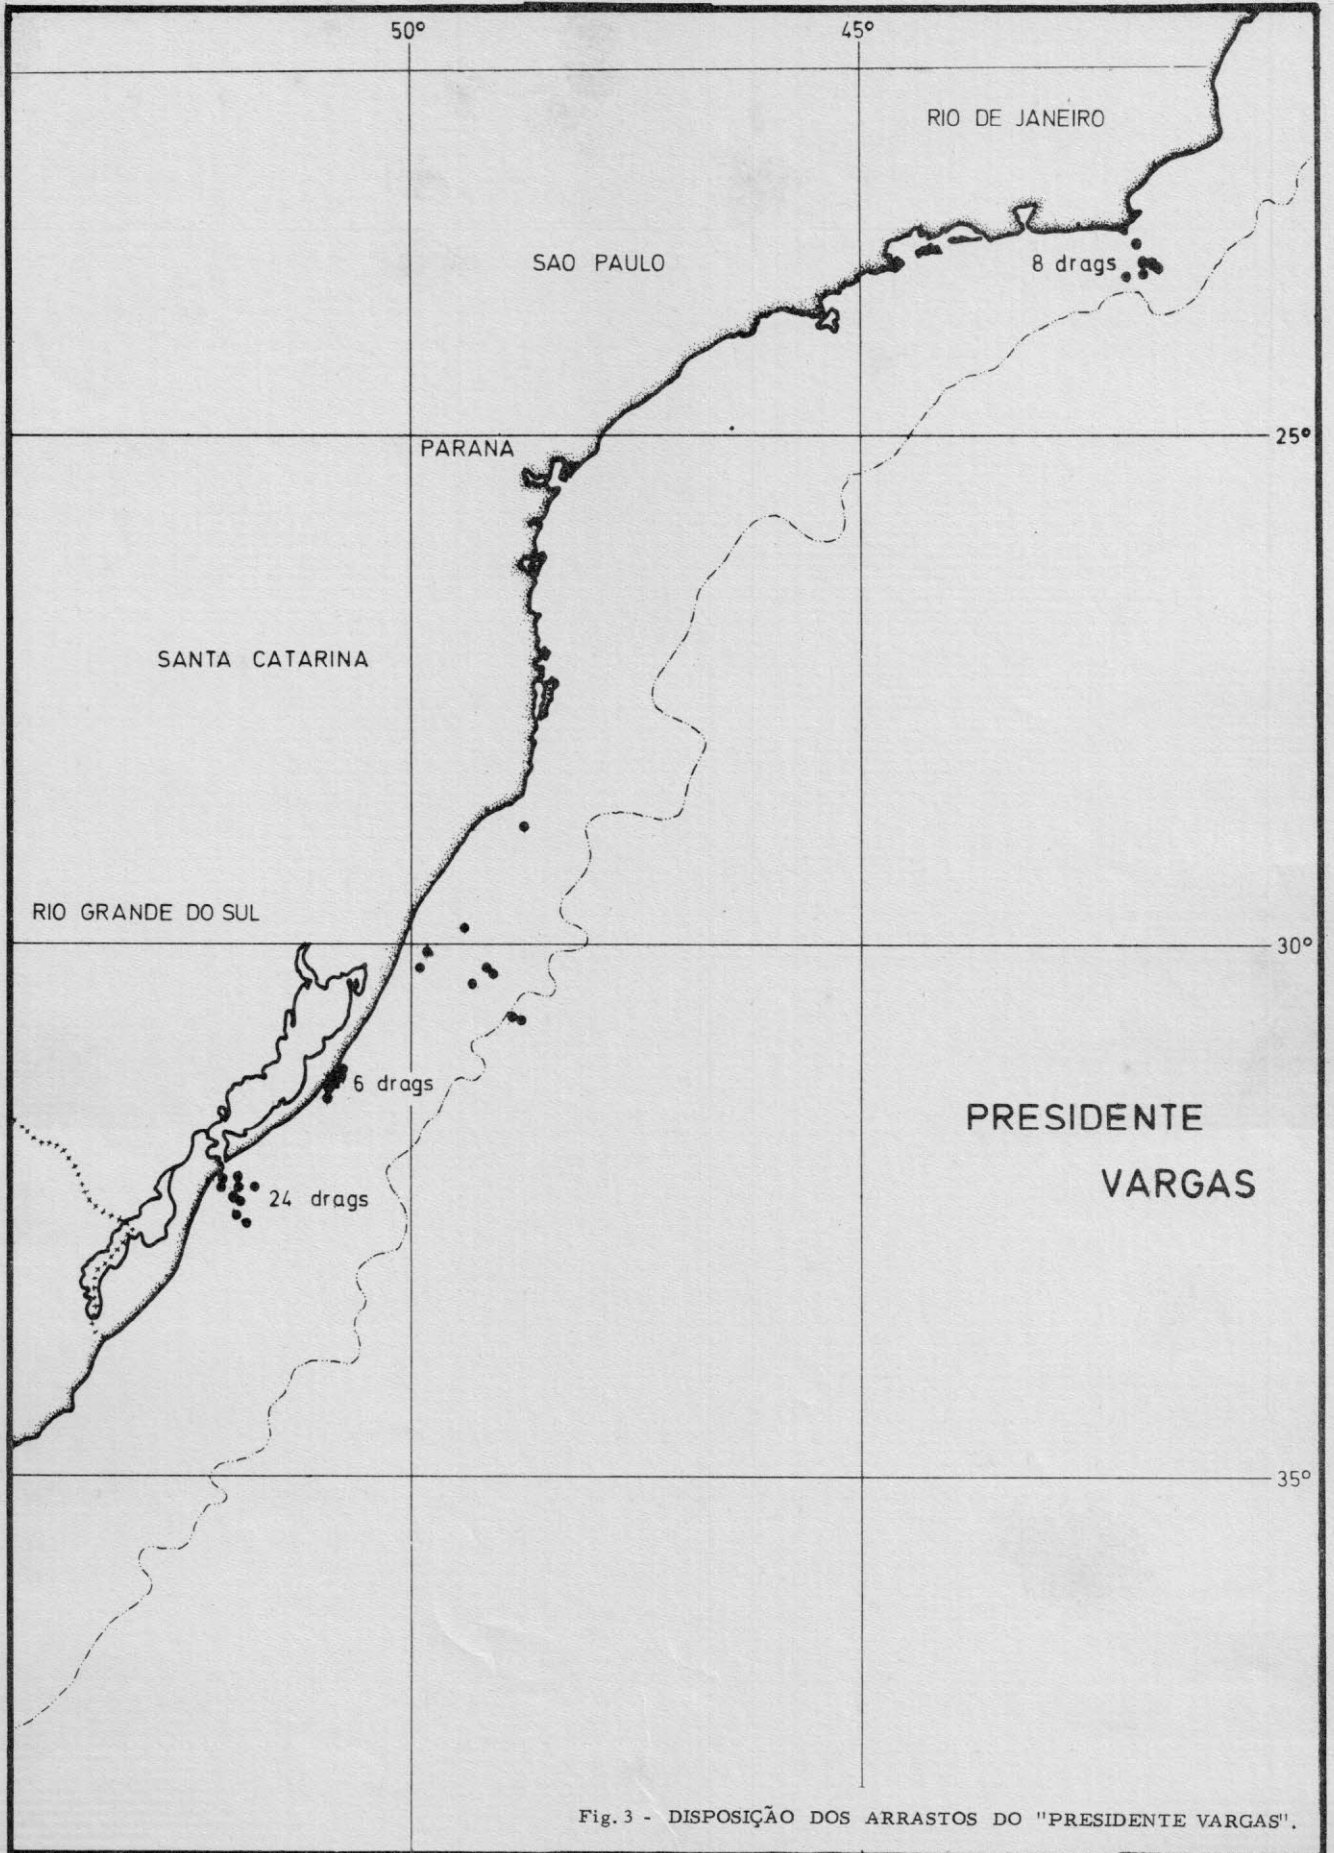 50°
45°
RIO DE JANEIRO
SAO PAULO
8 drags
25°
PARANA
SANTA CATARINA
RIO GRANDE DO SUL
30°
6 drags
PRESIDENTE
VARGAS
24 drags
35°
Fig. 3 - DISPOSIÇÃO DOS ARRASTOS DO "PRESIDENTE VARGAS".